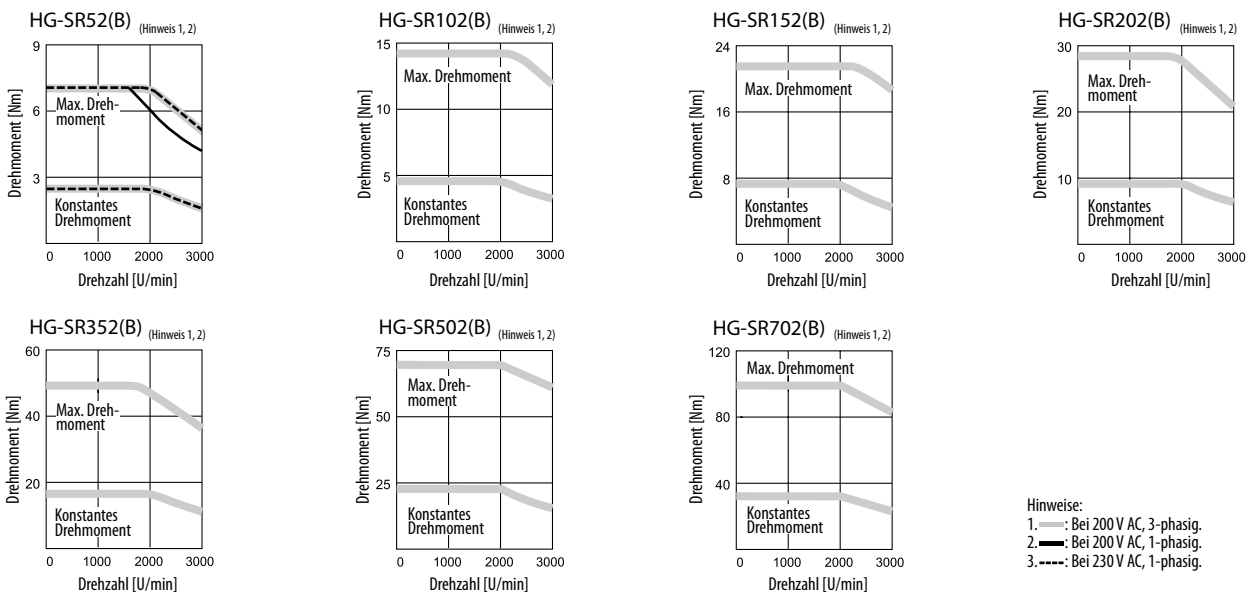 HG-SR52(B) (Hinweis 1, 2)
9
6
3
Drehmoment [Nm]
Max. Dreh-
moment
Konstantes
Drehmoment
0 1000 2000 3000
Drehzahl [U/min]
HG-SR102(B) (Hinweis 1, 2)
15
10
5
Drehmoment [Nm]
Max. Drehmoment
Konstantes
Drehmoment
0 1000 2000 3000
Drehzahl [U/min]
HG-SR152(B) (Hinweis 1, 2)
24
16
8
Drehmoment [Nm]
Max. Drehmoment
Konstantes
Drehmoment
0 1000 2000 3000
Drehzahl [U/min]
HG-SR202(B) (Hinweis 1, 2)
30
20
10
Drehmoment [Nm]
Max. Dreh-
moment
Konstantes
Drehmoment
0 1000 2000 3000
Drehzahl [U/min]
HG-SR352(B) (Hinweis 1, 2)
60
40
20
Drehmoment [Nm]
Max. Dreh-
moment
Konstantes
Drehmoment
0 1000 2000 3000
Drehzahl [U/min]
HG-SR502(B) (Hinweis 1, 2)
75
50
25
Drehmoment [Nm]
Max. Dreh-
moment
Konstantes
Drehmoment
0 1000 2000 3000
Drehzahl [U/min]
HG-SR702(B) (Hinweis 1, 2)
120
80
40
Drehmoment [Nm]
Max. Drehmoment
Konstantes
Drehmoment
0 1000 2000 3000
Drehzahl [U/min]
Hinweise:
1. : Bei 200 V AC, 3-phasig.
2. : Bei 200 V AC, 1-phasig.
3. : Bei 230 V AC, 1-phasig.